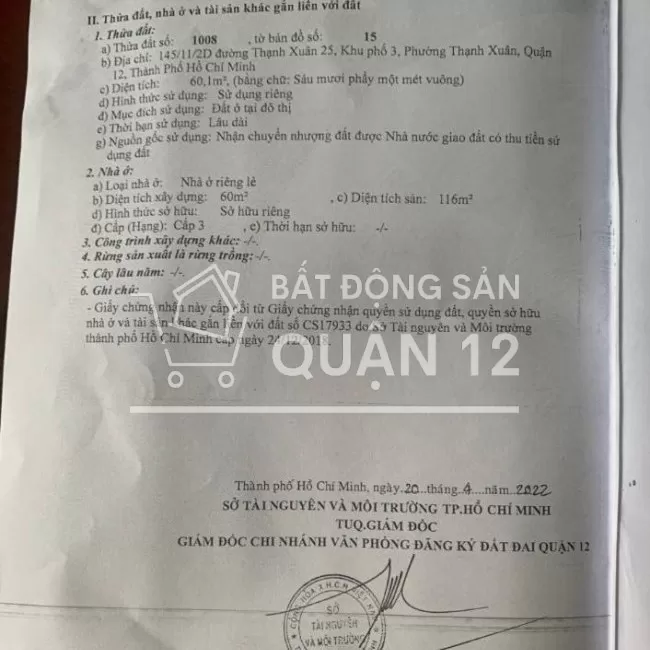 II. Thửa đất, nhà ở và tài sản khác gắn liền với đất
1. Thửa đất:
a) Thửa đất số: 1008 , tờ bản đồ số: 15
b) Địa chỉ: 145/11/2D đường Thạnh Xuân 25, Khu phố 3, Phường Thạnh Xuân, Quận
12, Thành Phố Hồ Chí Minh
c) Diện tích: 60,1m², (bằng chữ: Sáu mươi phẩy một mét vuông)
d) Hình thức sử dụng: Sử dụng riêng
đ) Mục đích sử dụng: Đất ở tại đô thị
e) Thời hạn sử dụng: Lâu dài
g) Nguồn gốc sử dụng: Nhận chuyển nhượng đất được Nhà nước giao đất có thu tiền sử
dụng đất
2. Nhà ở:
a) Loại nhà ở: Nhà ở riêng lẻ
b) Diện tích xây dựng: 60m² , c) Diện tích sàn: 116m²
d) Hình thức sở hữu: Sở hữu riêng
đ) Cấp (Hạng): Cấp 3 , e) Thời hạn sở hữu: -/-
3. Công trình xây dựng khác: -/-.
4. Rừng sản xuất là rừng trồng: -/-.
5. Cây lâu năm: -/-.
6. Ghi chú:
- Giấy chứng nhận này cấp đổi từ Giấy chứng nhận quyền sử dụng đất, quyền sở hữu
nhà ở và tài sản khác gắn liền với đất số CS17933 do Sở Tài nguyên và Môi trường
thành phố Hồ Chí Minh cấp ngày 24/12/2018.
BẤT ĐỘNG SẢN
QUẬN 12
Thành phố Hồ Chí Minh, ngày 20 tháng 4 năm 2022
SỞ TÀI NGUYÊN VÀ MÔI TRƯỜNG TP.HỒ CHÍ MINH
TUQ.GIÁM ĐỐC
GIÁM ĐỐC CHI NHÁNH VĂN PHÒNG ĐĂNG KÝ ĐẤT ĐAI QUẬN 12
CỘNG HÒA X.H.C.N VIỆT NAM
SỞ
TÀI NGUYÊN
VÀ MÔI TRƯỜNG